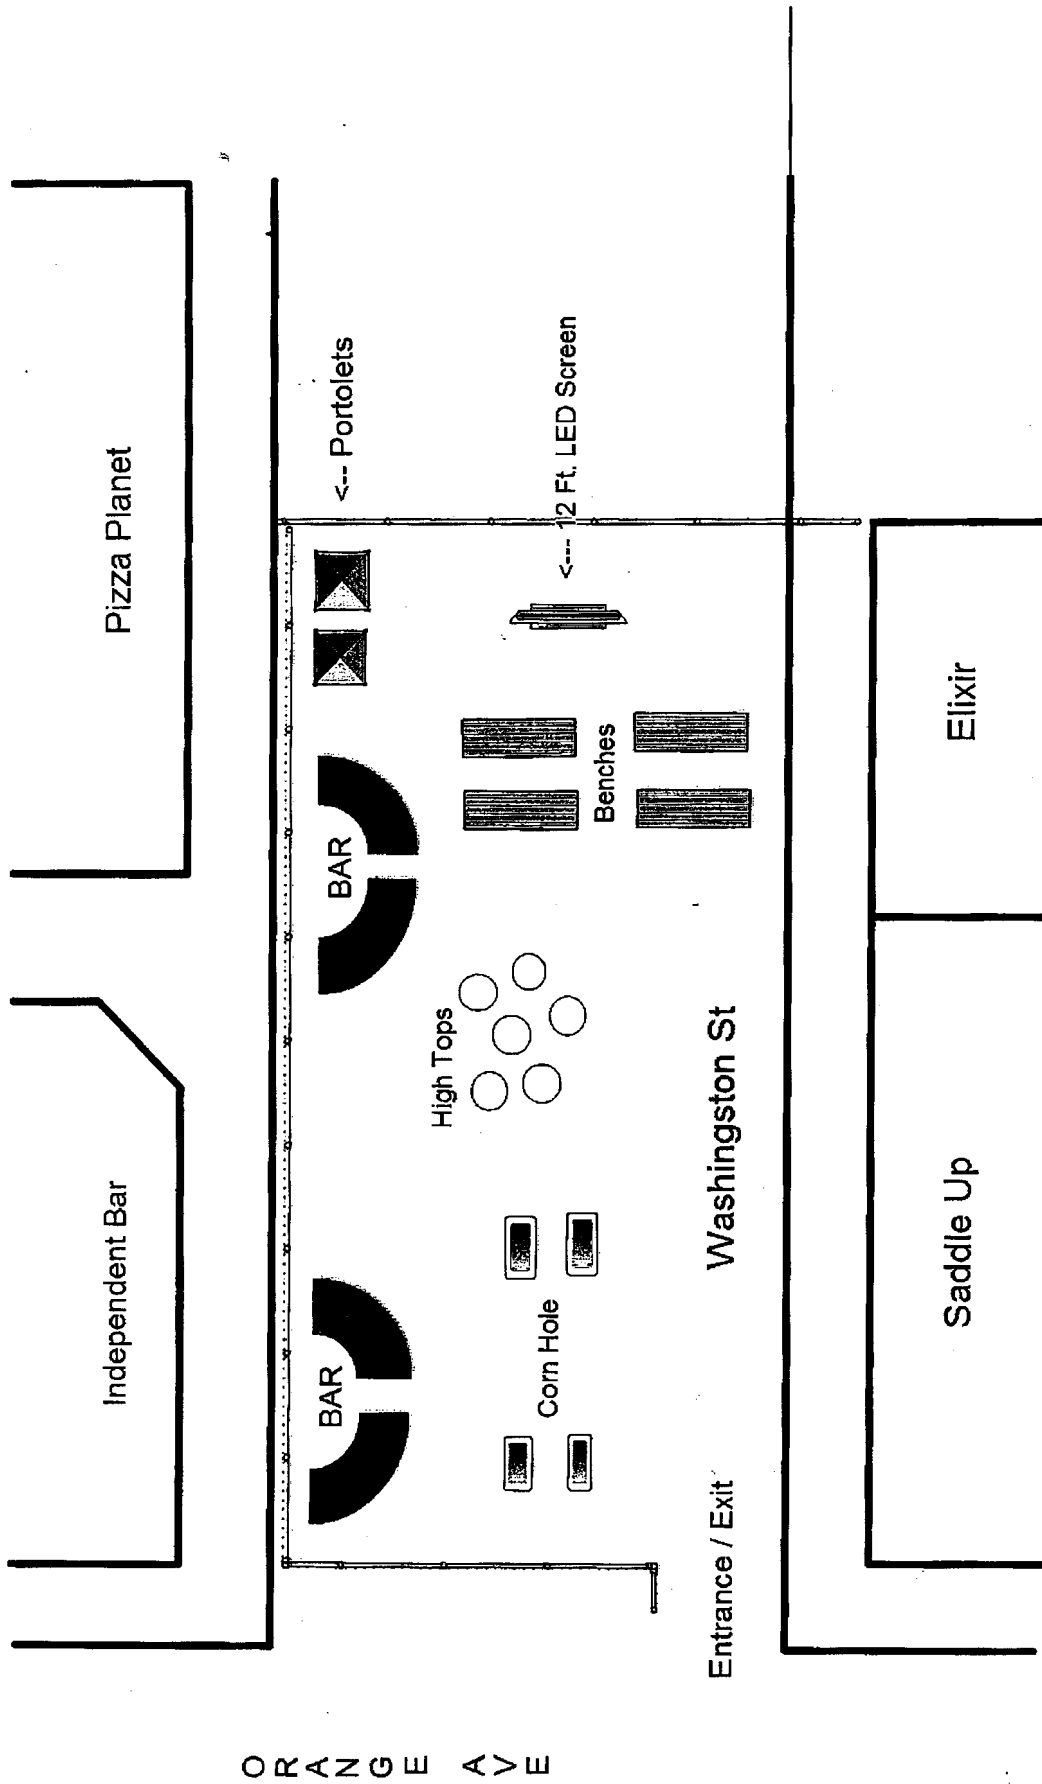 Pizza Planet
Independent Bar
<-- Portolets
<--- 12 Ft. LED Screen
BAR
BAR
Benches
High Tops
Corn Hole
Washingston St
Entrance / Exit
Elixir
Saddle Up
ORANGE AVE